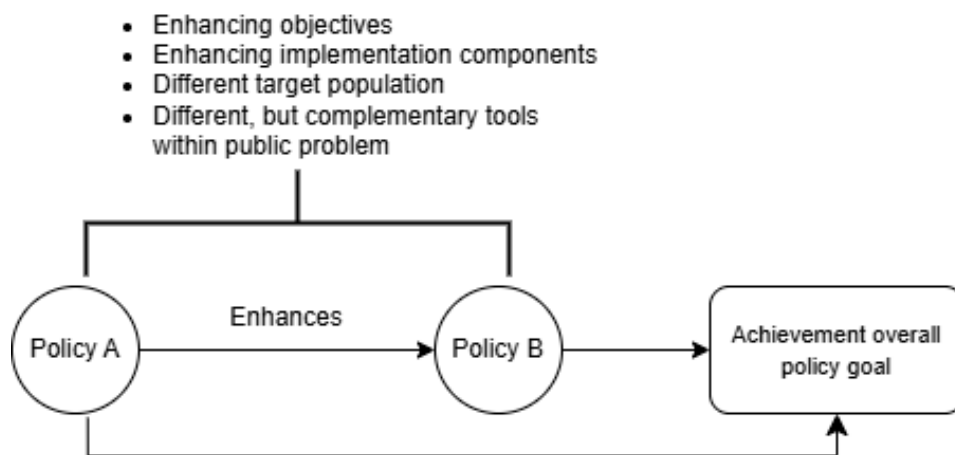 • Enhancing objectives
• Enhancing implementation components
• Different target population
• Different, but complementary tools
within public problem
Policy A
Enhances
Policy B
Achievement overall
policy goal